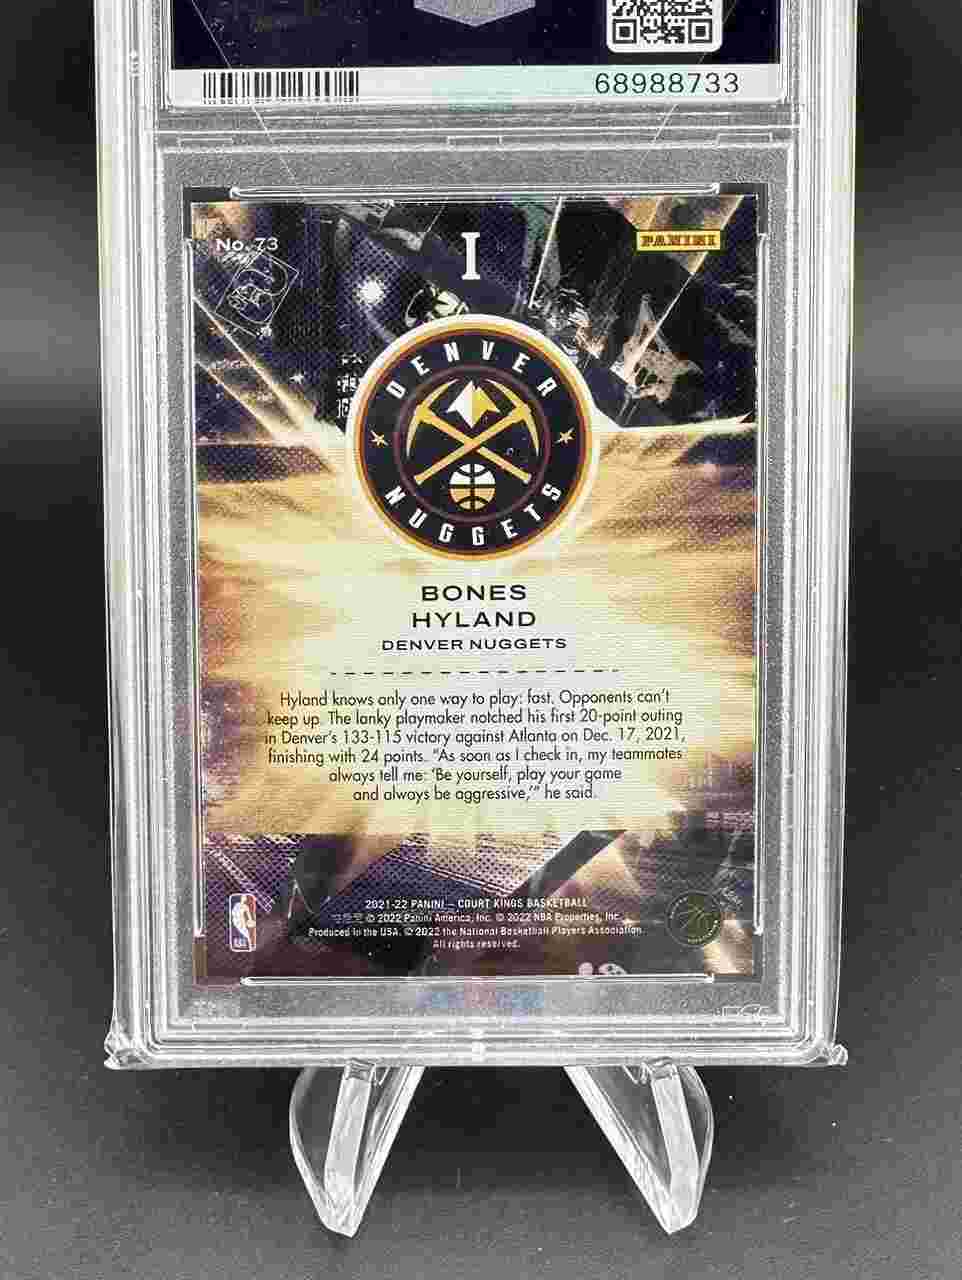 68988733
No. 73
I
PANINI
DENVER
NUGGETS
BONES
HYLAND
DENVER NUGGETS
Hyland knows only one way to play: fast. Opponents can't
keep up. The lanky playmaker notched his first 20-point outing
in Denver's 133-115 victory against Atlanta on Dec. 17, 2021,
finishing with 24 points. "As soon as I check in, my teammates
always tell me: 'Be yourself, play your game
and always be aggressive,'" he said.
2021-22 PANINI – COURT KINGS BASKETBALL
© 2022 Panini America, Inc. © 2022 NBA Properties, Inc.
Produced in the USA. © 2022 the National Basketball Players Association.
All rights reserved.